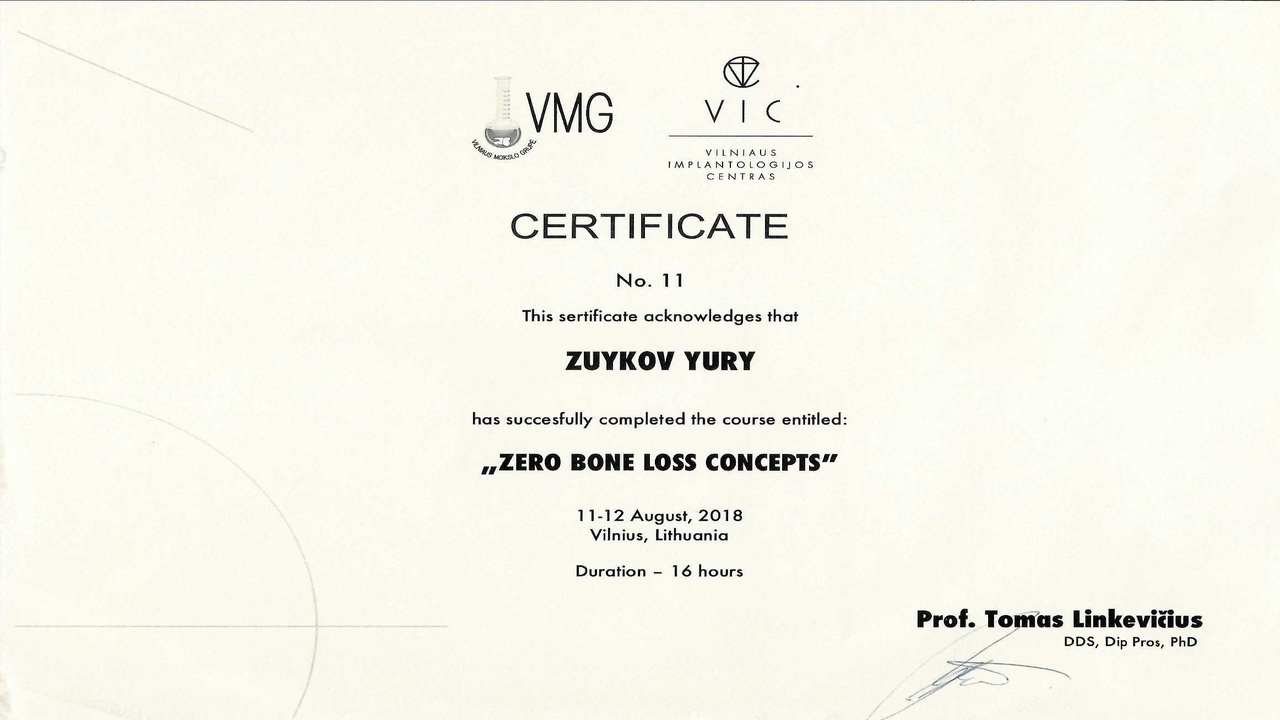 VMG
VILNIAUS MOKSLO GRUPĖ
VIC
VILNIAUS
IMPLANTOLOGIJOS
CENTRAS
CERTIFICATE
No. 11
This sertificate acknowledges that
ZUYKOV YURY
has succesfully completed the course entitled:
„ZERO BONE LOSS CONCEPTS”
11-12 August, 2018
Vilnius, Lithuania
Duration – 16 hours
Prof. Tomas Linkevičius
DDS, Dip Pros, PhD